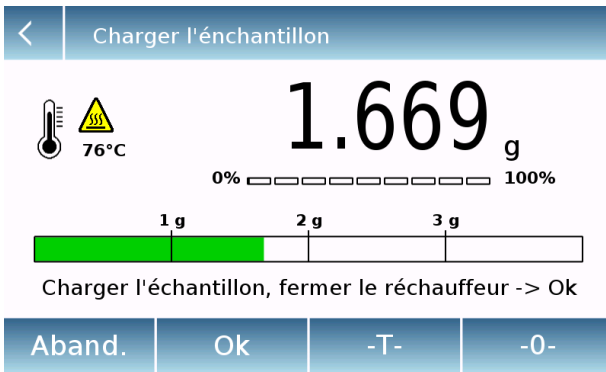 Charger l'énchantillon
1.669 g
76°C
0% 100%
1 g 2 g 3 g
Charger l'échantillon, fermer le réchauffeur -> Ok
Aband. Ok -T- -0-